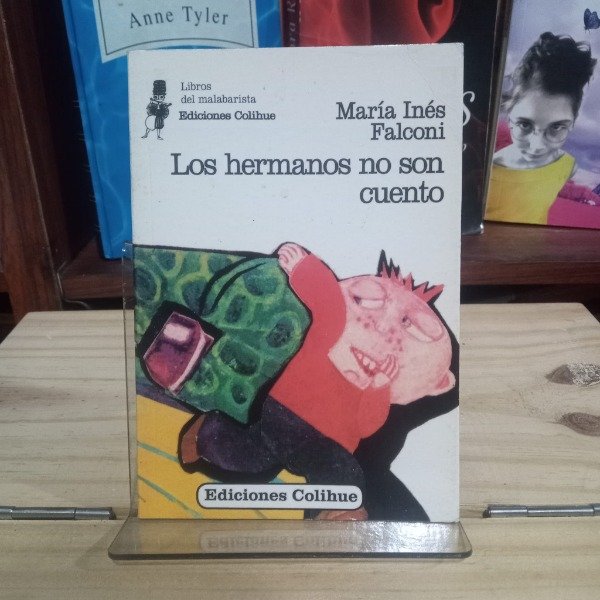 Anne Tyler
Libros
del malabarista
Ediciones Colihue
María Inés
Falconi
Los hermanos no son
cuento
Ediciones Colihue